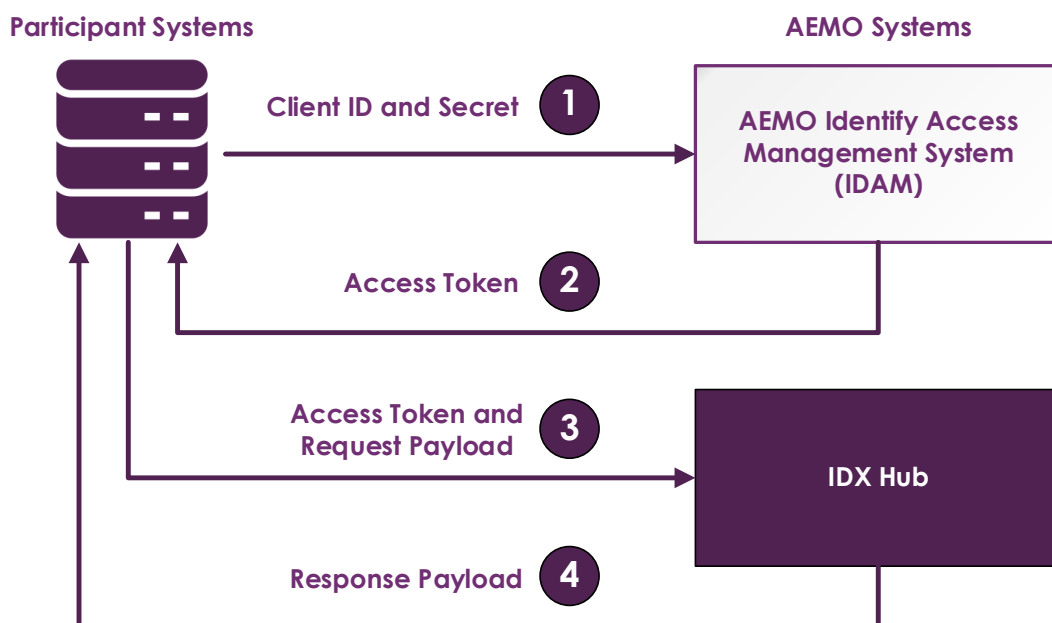 Participant Systems
AEMO Systems
Client ID and Secret
1
AEMO Identify Access
Management System
(IDAM)
Access Token
2
Access Token and
Request Payload
3
IDX Hub
Response Payload
4